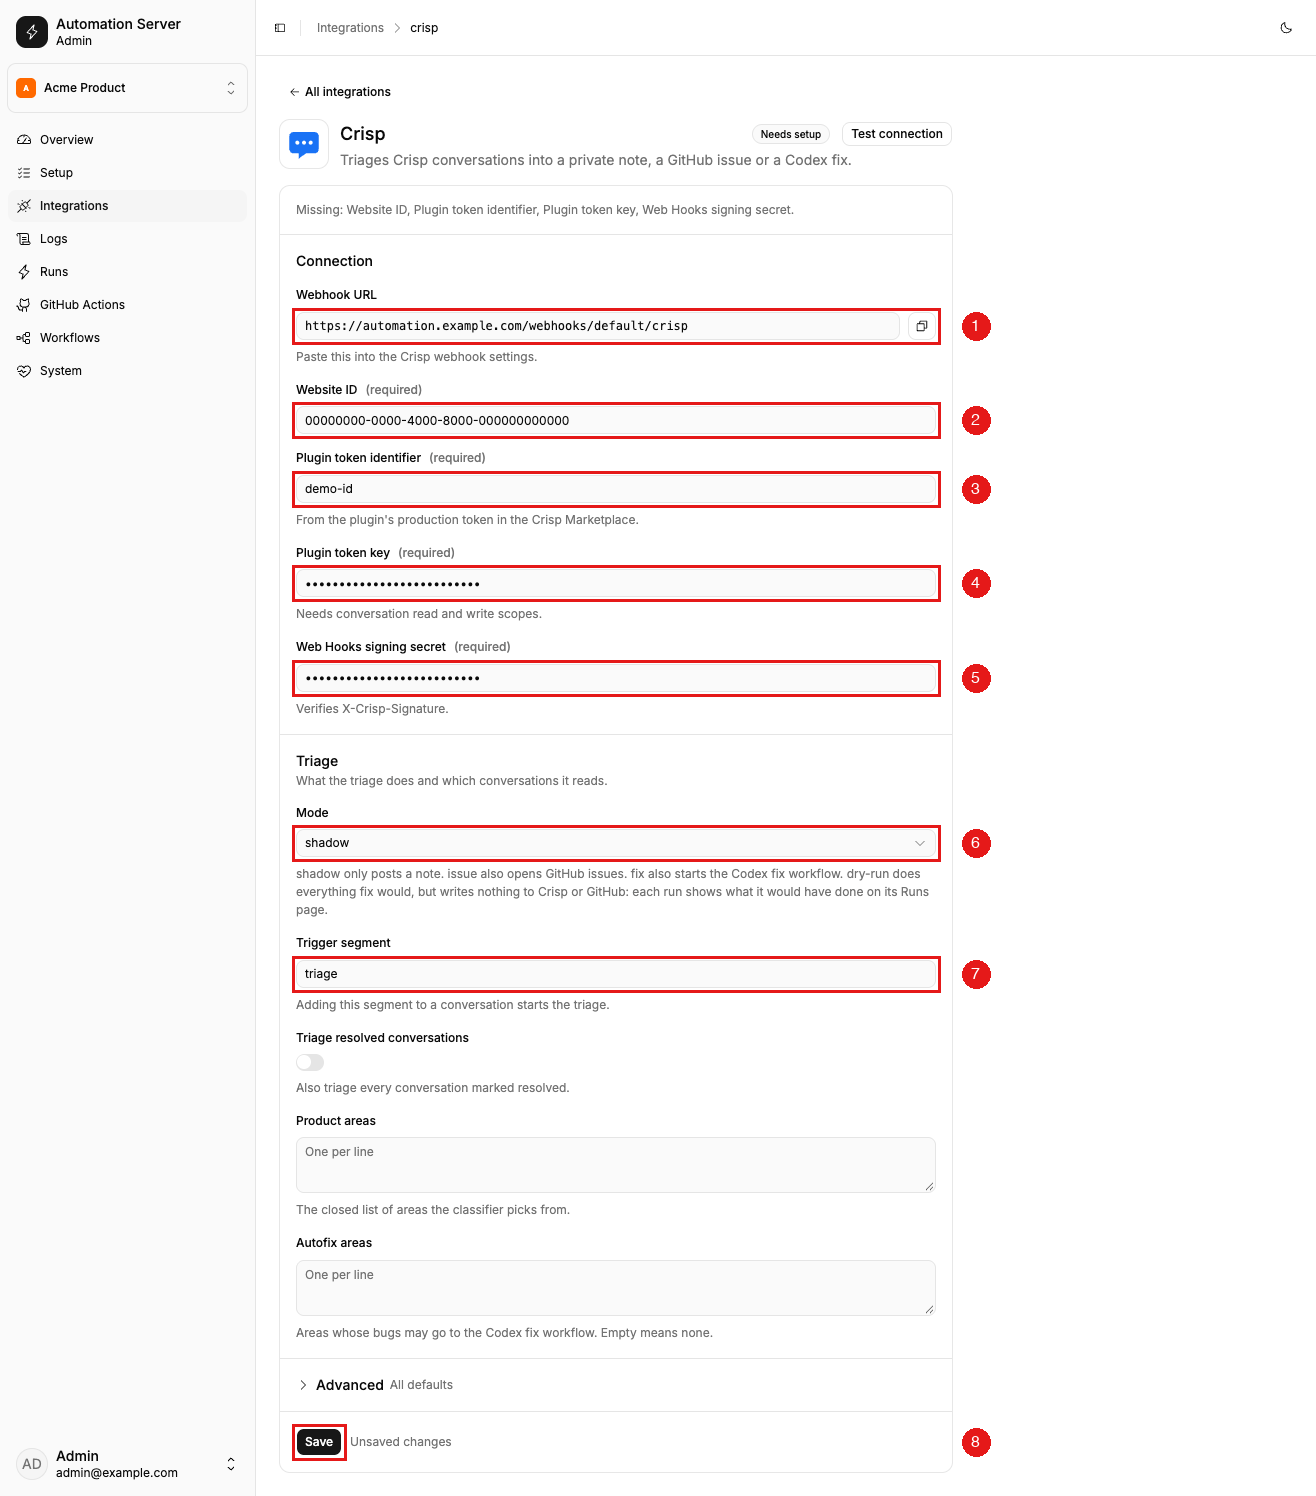 Automation Server
Admin
A
Acme Product
Overview
Setup
Integrations
Logs
Runs
GitHub Actions
Workflows
System
AD
Admin
admin@example.com
Integrations
crisp
All integrations
Crisp
Needs setup
Test connection
Triages Crisp conversations into a private note, a GitHub issue or a Codex fix.
Missing: Website ID, Plugin token identifier, Plugin token key, Web Hooks signing secret.
Connection
Webhook URL
https://automation.example.com/webhooks/default/crisp
1
Paste this into the Crisp webhook settings.
Website ID (required)
00000000-0000-4000-8000-000000000000
2
Plugin token identifier (required)
demo-id
3
From the plugin's production token in the Crisp Marketplace.
Plugin token key (required)
••••••••••••••••••••••••••
4
Needs conversation read and write scopes.
Web Hooks signing secret (required)
••••••••••••••••••••••••••
5
Verifies X-Crisp-Signature.
Triage
What the triage does and which conversations it reads.
Mode
shadow
6
shadow only posts a note. issue also opens GitHub issues. fix also starts the Codex fix workflow. dry-run does
everything fix would, but writes nothing to Crisp or GitHub: each run shows what it would have done on its Runs
page.
Trigger segment
triage
7
Adding this segment to a conversation starts the triage.
Triage resolved conversations
Also triage every conversation marked resolved.
Product areas
One per line
The closed list of areas the classifier picks from.
Autofix areas
One per line
Areas whose bugs may go to the Codex fix workflow. Empty means none.
Advanced All defaults
Save
Unsaved changes
8